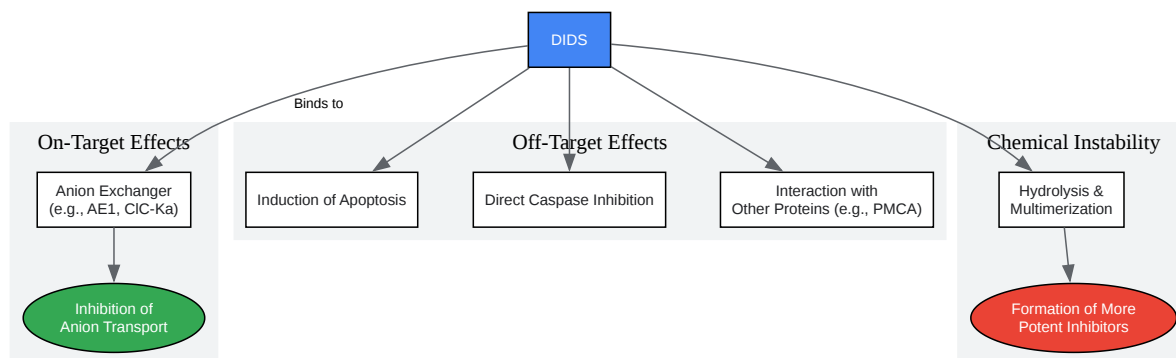 DIDS
Binds to
On-Target Effects
Off-Target Effects
Chemical Instability
Anion Exchanger
(e.g., AE1, ClC-Ka)
Induction of Apoptosis
Direct Caspase Inhibition
Interaction with
Other Proteins (e.g., PMCA)
Hydrolysis &
Multimerization
Inhibition of
Anion Transport
Formation of More
Potent Inhibitors